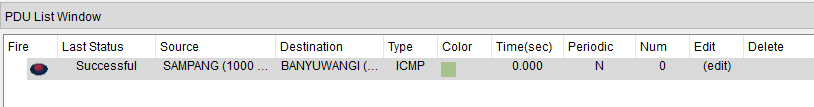 PDU List Window
Fire Last Status Source Destination Type Color Time(sec) Periodic Num Edit Delete
Successful SAMPANG (1000 ... BANYUWANGI (... ICMP 0.000 N 0 (edit)